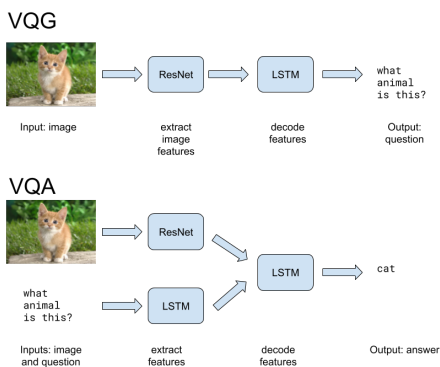 VQG
ResNet
LSTM
what
animal
is this?
Input: image
extract
image
features
decode
features
Output:
question
VQA
ResNet
LSTM
cat
what
animal
is this?
LSTM
Inputs: image
and question
extract
features
decode
features
Output: answer